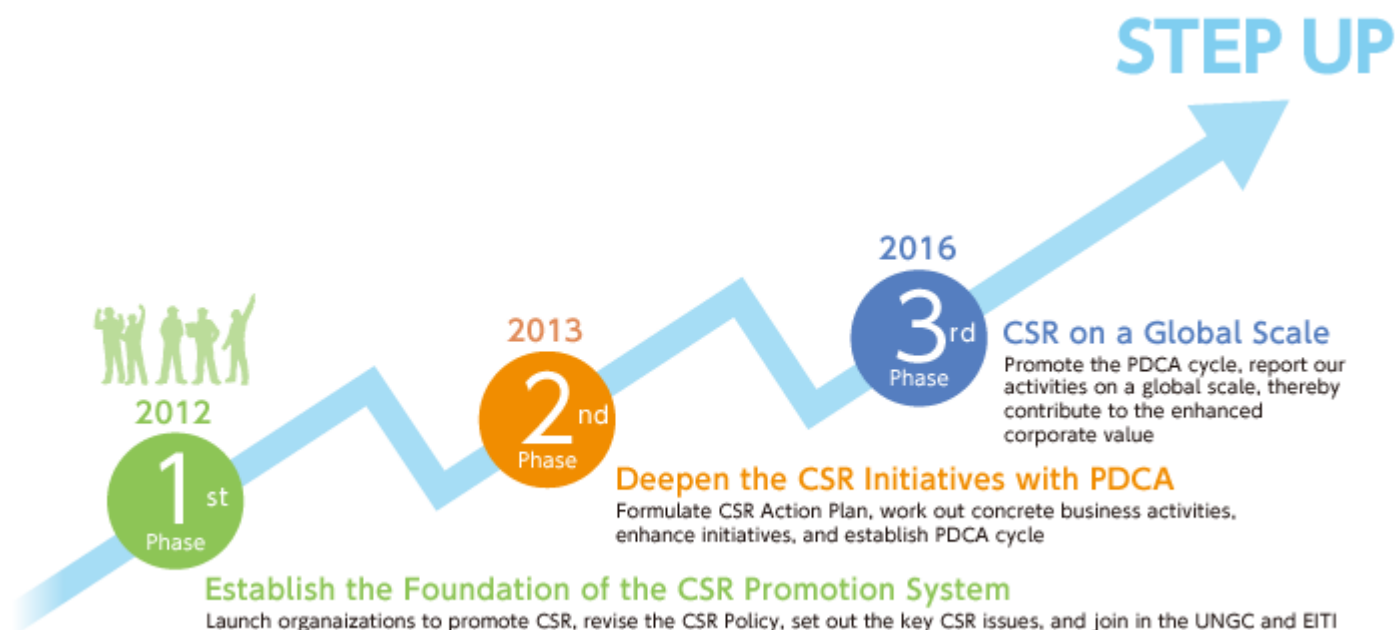 STEP UP
2016
3rd
Phase
CSR on a Global Scale
Promote the PDCA cycle, report our
activities on a global scale, thereby
contribute to the enhanced
corporate value
2013
2nd
Phase
Deepen the CSR Initiatives with PDCA
Formulate CSR Action Plan, work out concrete business activities,
enhance initiatives, and establish PDCA cycle
2012
1st
Phase
Establish the Foundation of the CSR Promotion System
Launch organaizations to promote CSR, revise the CSR Policy, set out the key CSR issues, and join in the UNGC and EITI